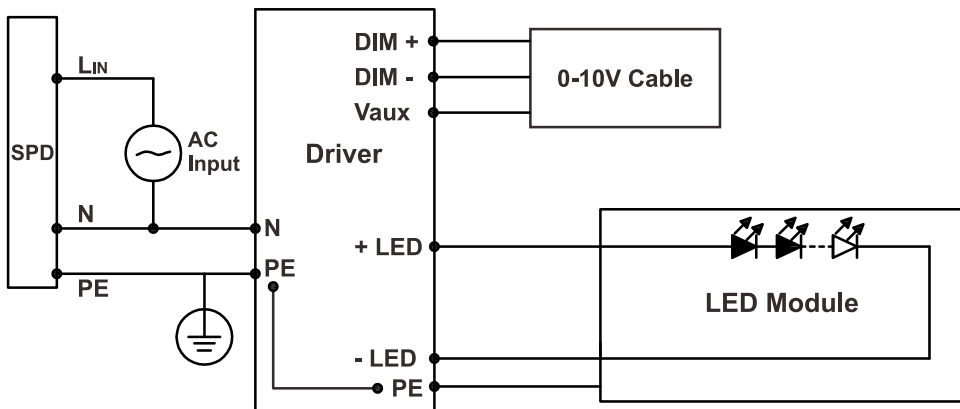 SPD
LIN
AC
Input
N
PE
Driver
N
PE
DIM +
DIM -
Vaux
+ LED
- LED
PE
0-10V Cable
LED Module